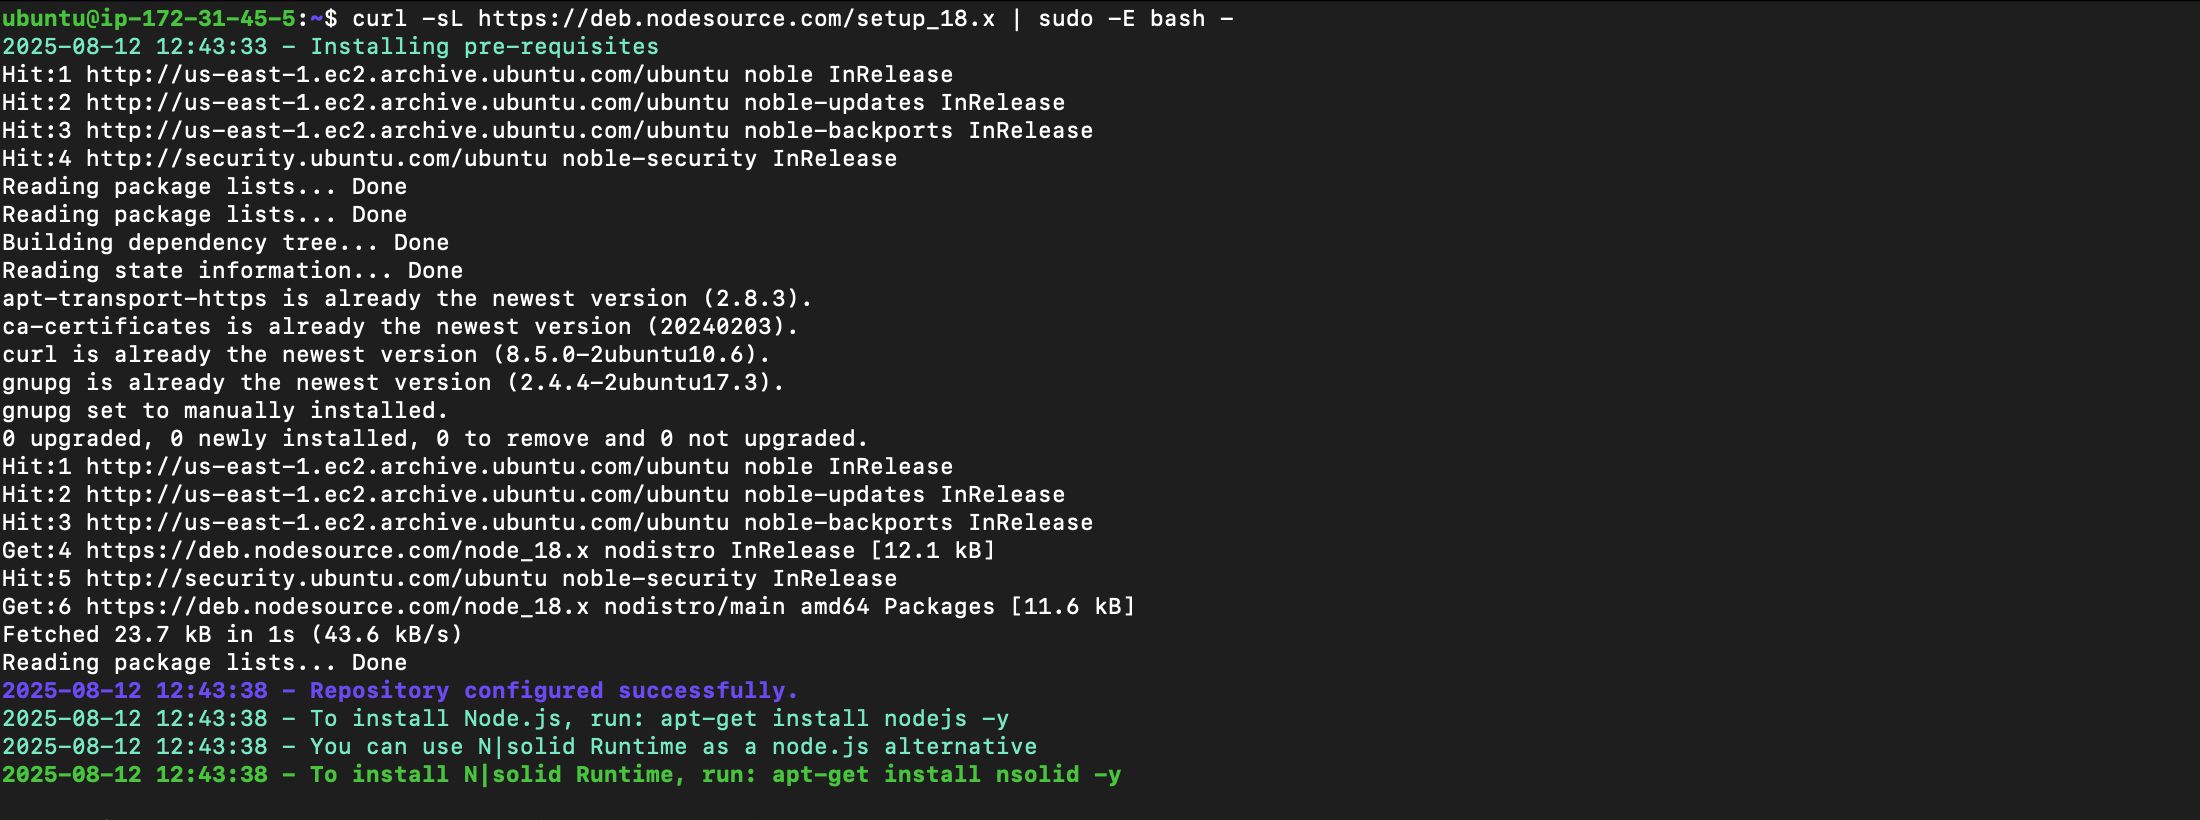 ubuntu@ip-172-31-45-5:~$ curl -sL https://deb.nodesource.com/setup_18.x | sudo -E bash -
2025-08-12 12:43:33 - Installing pre-requisites
Hit:1 http://us-east-1.ec2.archive.ubuntu.com/ubuntu noble InRelease
Hit:2 http://us-east-1.ec2.archive.ubuntu.com/ubuntu noble-updates InRelease
Hit:3 http://us-east-1.ec2.archive.ubuntu.com/ubuntu noble-backports InRelease
Hit:4 http://security.ubuntu.com/ubuntu noble-security InRelease
Reading package lists... Done
Reading package lists... Done
Building dependency tree... Done
Reading state information... Done
apt-transport-https is already the newest version (2.8.3).
ca-certificates is already the newest version (20240203).
curl is already the newest version (8.5.0-2ubuntu10.6).
gnupg is already the newest version (2.4.4-2ubuntu17.3).
gnupg set to manually installed.
0 upgraded, 0 newly installed, 0 to remove and 0 not upgraded.
Hit:1 http://us-east-1.ec2.archive.ubuntu.com/ubuntu noble InRelease
Hit:2 http://us-east-1.ec2.archive.ubuntu.com/ubuntu noble-updates InRelease
Hit:3 http://us-east-1.ec2.archive.ubuntu.com/ubuntu noble-backports InRelease
Get:4 https://deb.nodesource.com/node_18.x nodistro InRelease [12.1 kB]
Hit:5 http://security.ubuntu.com/ubuntu noble-security InRelease
Get:6 https://deb.nodesource.com/node_18.x nodistro/main amd64 Packages [11.6 kB]
Fetched 23.7 kB in 1s (43.6 kB/s)
Reading package lists... Done
2025-08-12 12:43:38 - Repository configured successfully.
2025-08-12 12:43:38 - To install Node.js, run: apt-get install nodejs -y
2025-08-12 12:43:38 - You can use N|solid Runtime as a node.js alternative
2025-08-12 12:43:38 - To install N|solid Runtime, run: apt-get install nsolid -y